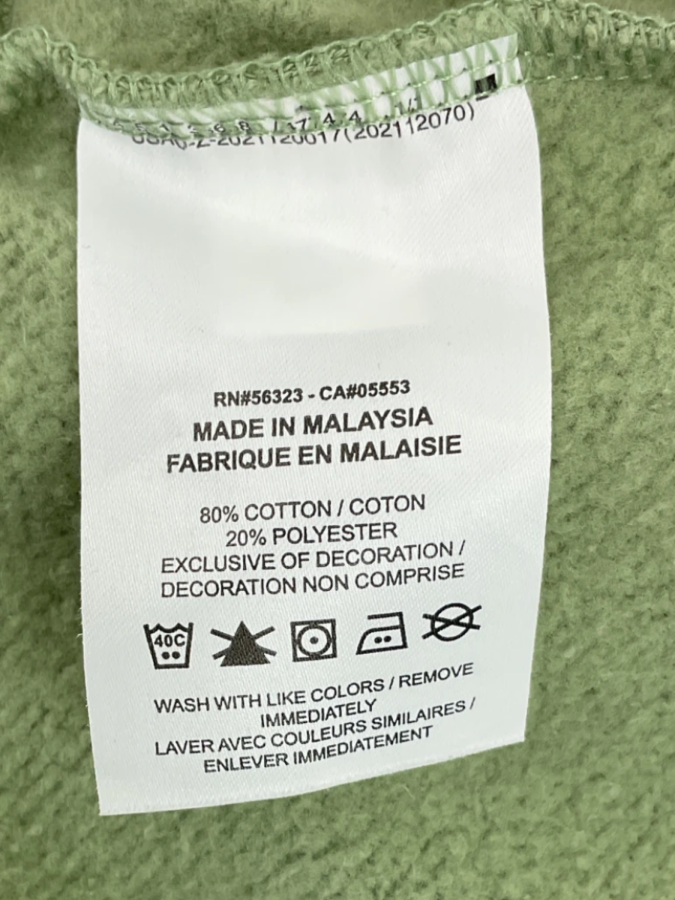 (202112070)
RN#56323 - CA#05553
MADE IN MALAYSIA
FABRIQUE EN MALAISIE
80% COTTON / COTON
20% POLYESTER
EXCLUSIVE OF DECORATION /
DECORATION NON COMPRISE
40C
WASH WITH LIKE COLORS / REMOVE
IMMEDIATELY
LAVER AVEC COULEURS SIMILAIRES /
ENLEVER IMMEDIATEMENT